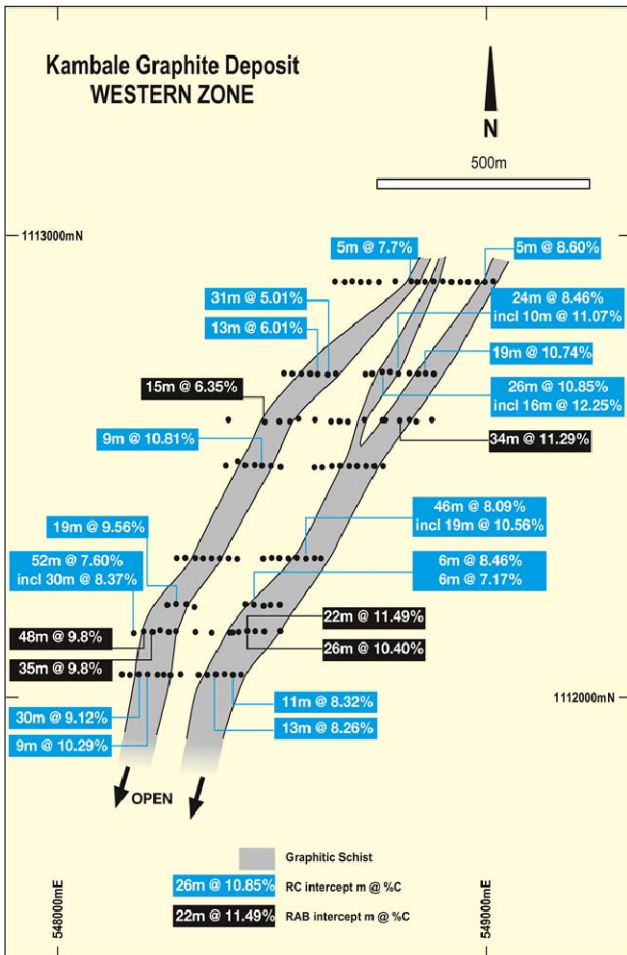 Kambale Graphite Deposit
WESTERN ZONE
N
500m
1113000mN
5m @ 7.7%
5m @ 8.60%
31m @ 5.01%
13m @ 6.01%
24m @ 8.46%
incl 10m @ 11.07%
19m @ 10.74%
15m @ 6.35%
26m @ 10.85%
incl 16m @ 12.25%
9m @ 10.81%
34m @ 11.29%
19m @ 9.56%
46m @ 8.09%
incl 19m @ 10.56%
52m @ 7.60%
incl 30m @ 8.37%
6m @ 8.46%
6m @ 7.17%
48m @ 9.8%
22m @ 11.49%
35m @ 9.8%
26m @ 10.40%
30m @ 9.12%
11m @ 8.32%
1112000mN
9m @ 10.29%
13m @ 8.26%
OPEN
Graphitic Schist
26m @ 10.85%
RC intercept m @ %C
22m @ 11.49%
RAB intercept m @ %C
548000mE
549000mE